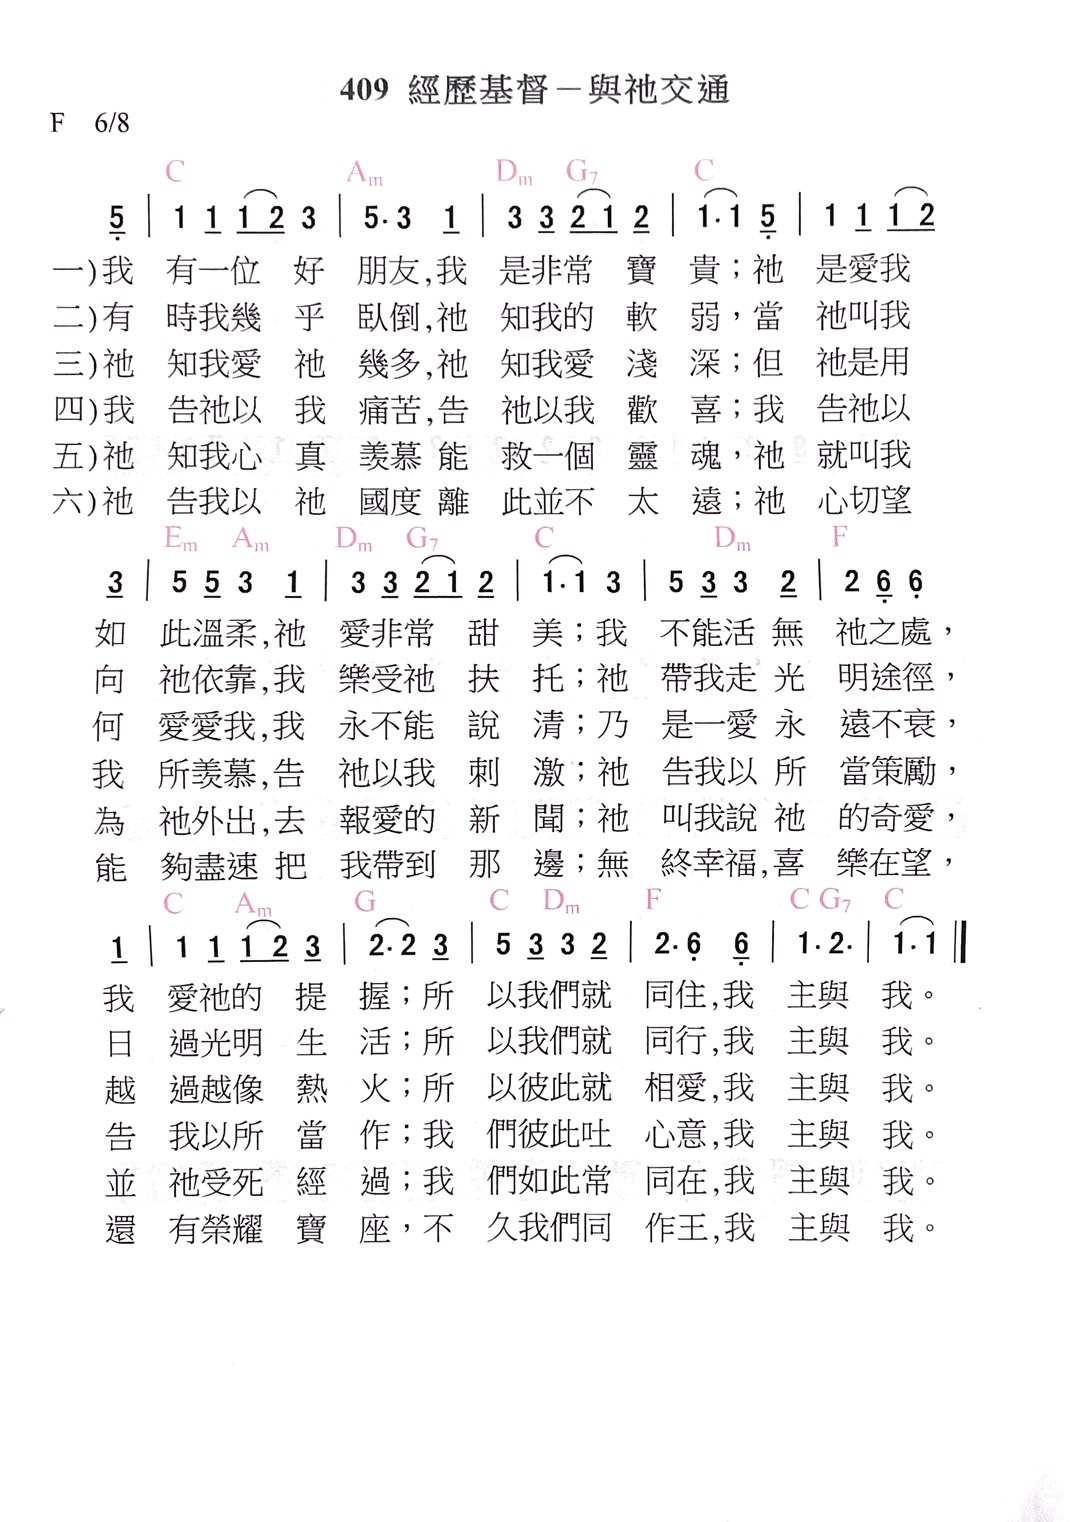 409 經歷基督－與祂交通
F 6/8
C Am Dm G7 C
5 | 1 1 1 2 3 | 5· 3 1 | 3 3 2 1 2 | 1· 1 5 | 1 1 1 2
一)我 有一位 好 朋友,我 是非常 寶 貴；祂 是愛我
二)有 時我幾 乎 臥倒,祂 知我的 軟 弱，當 祂叫我
三)祂 知我愛 祂 幾多,祂 知我愛 淺 深；但 祂是用
四)我 告祂以 我 痛苦,告 祂以我 歡 喜；我 告祂以
五)祂 知我心 真 羨慕 能 救一個 靈 魂，祂 就叫我
六)祂 告我以 祂 國度 離 此並不 太 遠；祂 心切望
Em Am Dm G7 C Dm F
3 | 5 5 3 1 | 3 3 2 1 2 | 1· 1 3 | 5 3 3 2 | 2 6 6
如 此溫柔,祂 愛非常 甜 美；我 不能活 無 祂之處，
向 祂依靠,我 樂受祂 扶 托；祂 帶我走 光 明途徑，
何 愛愛我,我 永不能 說 清；乃 是一愛 永 遠不衰，
我 所羨慕,告 祂以我 刺 激；祂 告我以 所 當策勵，
為 祂外出,去 報愛的 新 聞；祂 叫我說 祂 的奇愛，
能 夠盡速 把 我帶到 那 邊；無 終幸福,喜 樂在望，
C Am G C Dm F C G7 C
1 | 1 1 1 2 3 | 2· 2 3 | 5 3 3 2 | 2· 6 6 | 1· 2· | 1· 1 ‖
我 愛祂的 提 握；所 以我們就 同住,我 主與 我。
日 過光明 生 活；所 以我們就 同行,我 主與 我。
越 過越像 熱 火；所 以彼此就 相愛,我 主與 我。
告 我以所 當 作；我 們彼此吐 心意,我 主與 我。
並 祂受死 經 過；我 們如此常 同在,我 主與 我。
還 有榮耀 寶 座，不 久我們同 作王,我 主與 我。